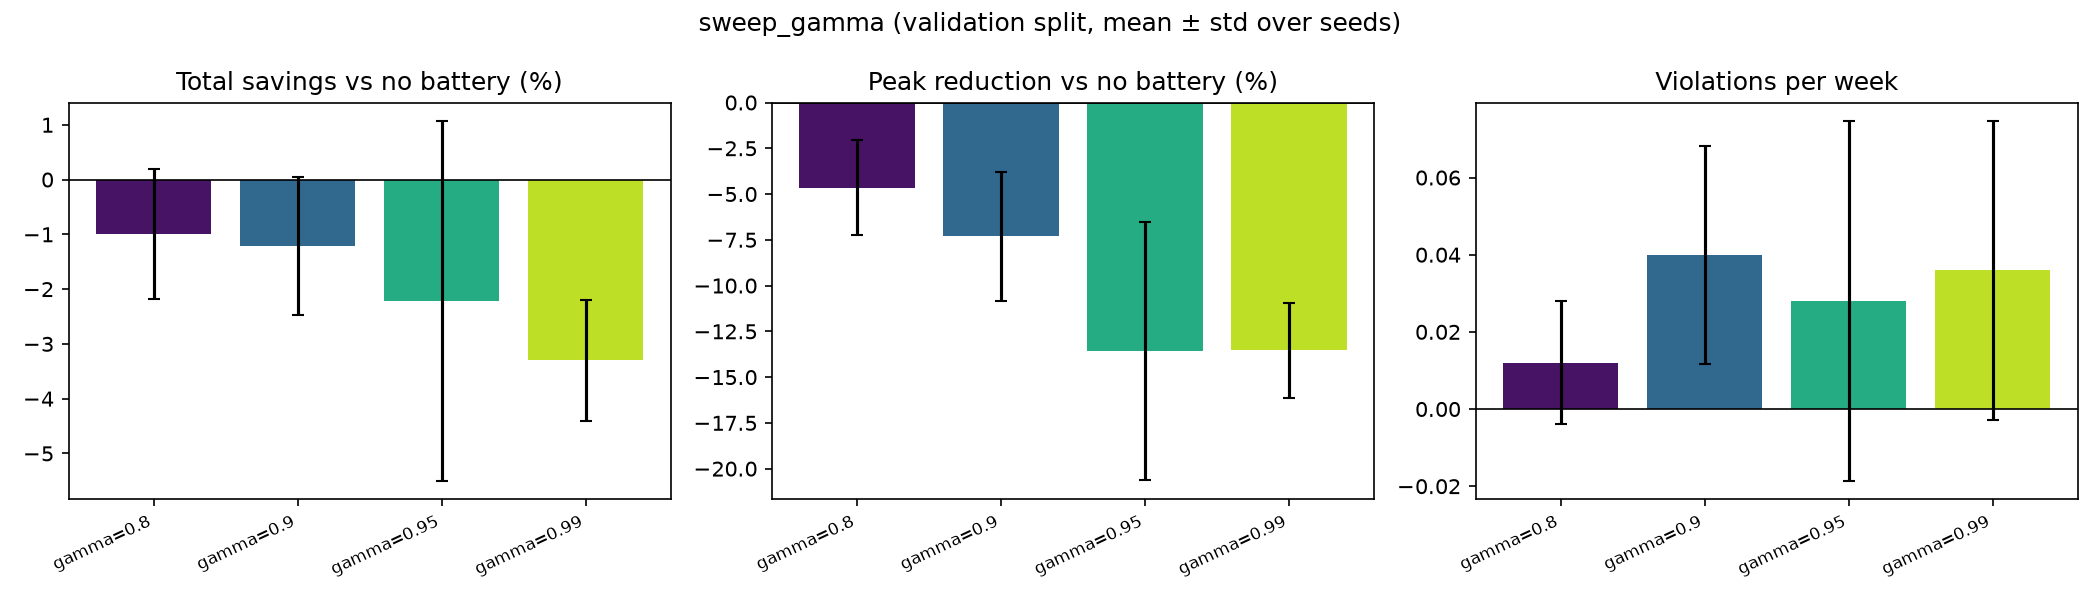 sweep_gamma (validation split, mean ± std over seeds)
Total savings vs no battery (%)
1
0
−1
−2
−3
−4
−5
gamma=0.8
gamma=0.9
gamma=0.95
gamma=0.99
Peak reduction vs no battery (%)
0.0
−2.5
−5.0
−7.5
−10.0
−12.5
−15.0
−17.5
−20.0
gamma=0.8
gamma=0.9
gamma=0.95
gamma=0.99
Violations per week
0.06
0.04
0.02
0.00
−0.02
gamma=0.8
gamma=0.9
gamma=0.95
gamma=0.99